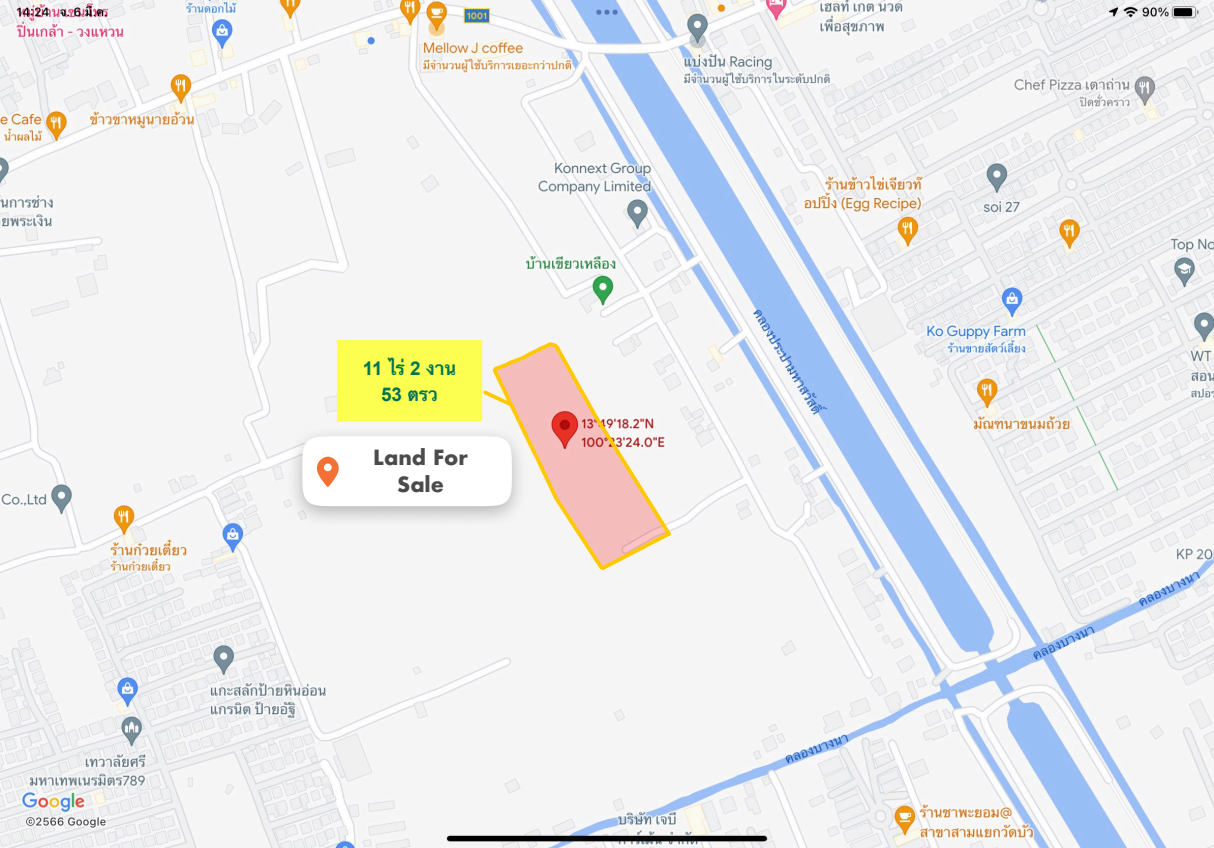 14:24 จ. 6 มี.ค.
90%
ปิ่นเกล้า - วงแหวน
ร้านดอกไม้
1001
Mellow J coffee
มีจำนวนผู้ใช้บริการเยอะกว่าปกติ
แบ่งปัน Racing
มีจำนวนผู้ใช้บริการในระดับปกติ
เฮลท์ เกต นวด
เพื่อสุขภาพ
Chef Pizza เตาถ่าน
ปิดชั่วคราว
e Cafe
น้ำผลไม้
ข้าวขาหมูนายอ้วน
Konnext Group
Company Limited
ร้านข้าวไข่เจียวท๊
อปปิ้ง (Egg Recipe)
soi 27
นการช่าง
ยพระเงิน
Top No
บ้านเขียวเหลือง
คลองประปามหาสวัสดิ์
Ko Guppy Farm
ร้านขายสัตว์เลี้ยง
WT
สอน
สปอร
11 ไร่ 2 งาน
53 ตรว
13°49'18.2"N
100°23'24.0"E
มัณฑนาขนมถ้วย
Land For
Sale
Co.,Ltd
ร้านก๋วยเตี๋ยว
ร้านก๋วยเตี๋ยว
KP 20
คลองบางนา
คลองบางนา
แกะสลักป้ายหินอ่อน
แกรนิต ป้ายอัฐิ
คลองบางนา
เทวาลัยศรี
มหาเทพเนรมิตร789
Google
©2566 Google
บริษัท เจบี
ร้านชาพะยอม@
สาขาสามแยกวัดบัว